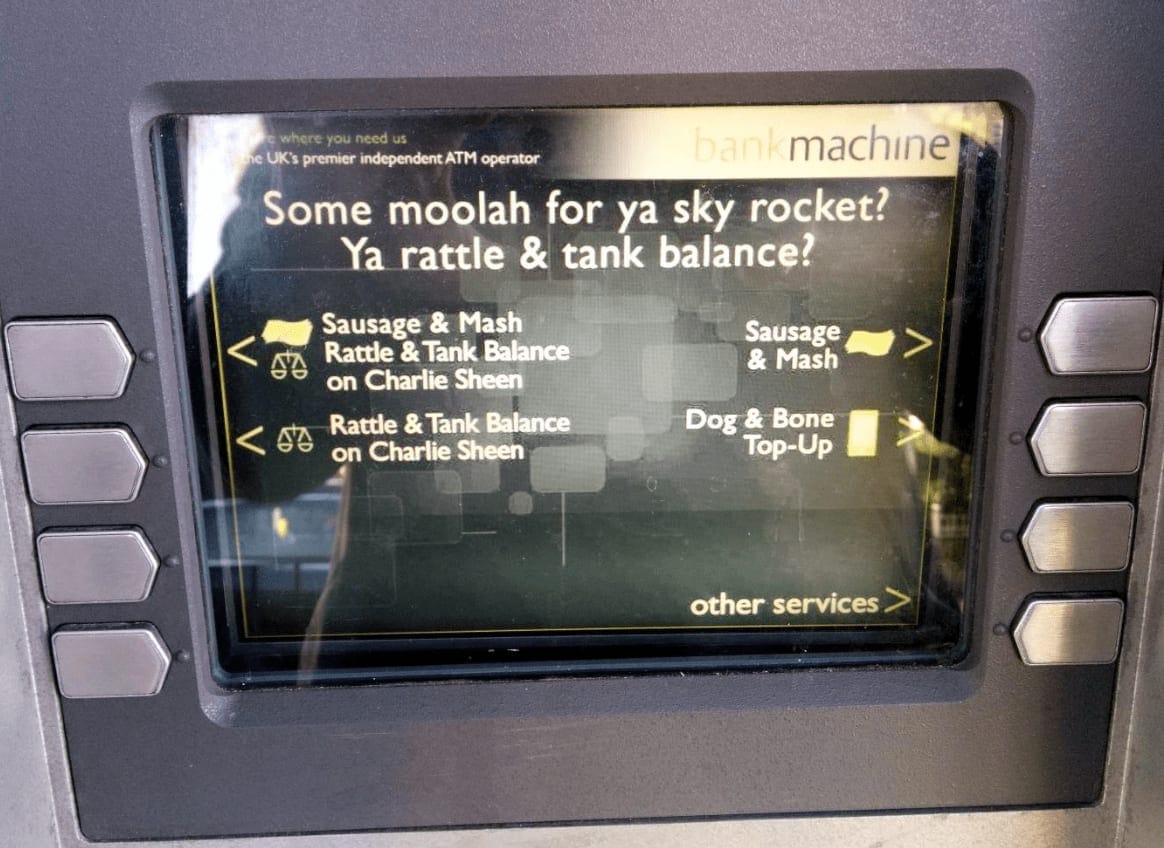 where you need us
the UK's premier independent ATM operator
bankmachine
Some moolah for ya sky rocket?
Ya rattle & tank balance?
< Sausage & Mash
Rattle & Tank Balance
on Charlie Sheen
< Rattle & Tank Balance
on Charlie Sheen
Sausage >
& Mash
Dog & Bone >
Top-Up
other services >